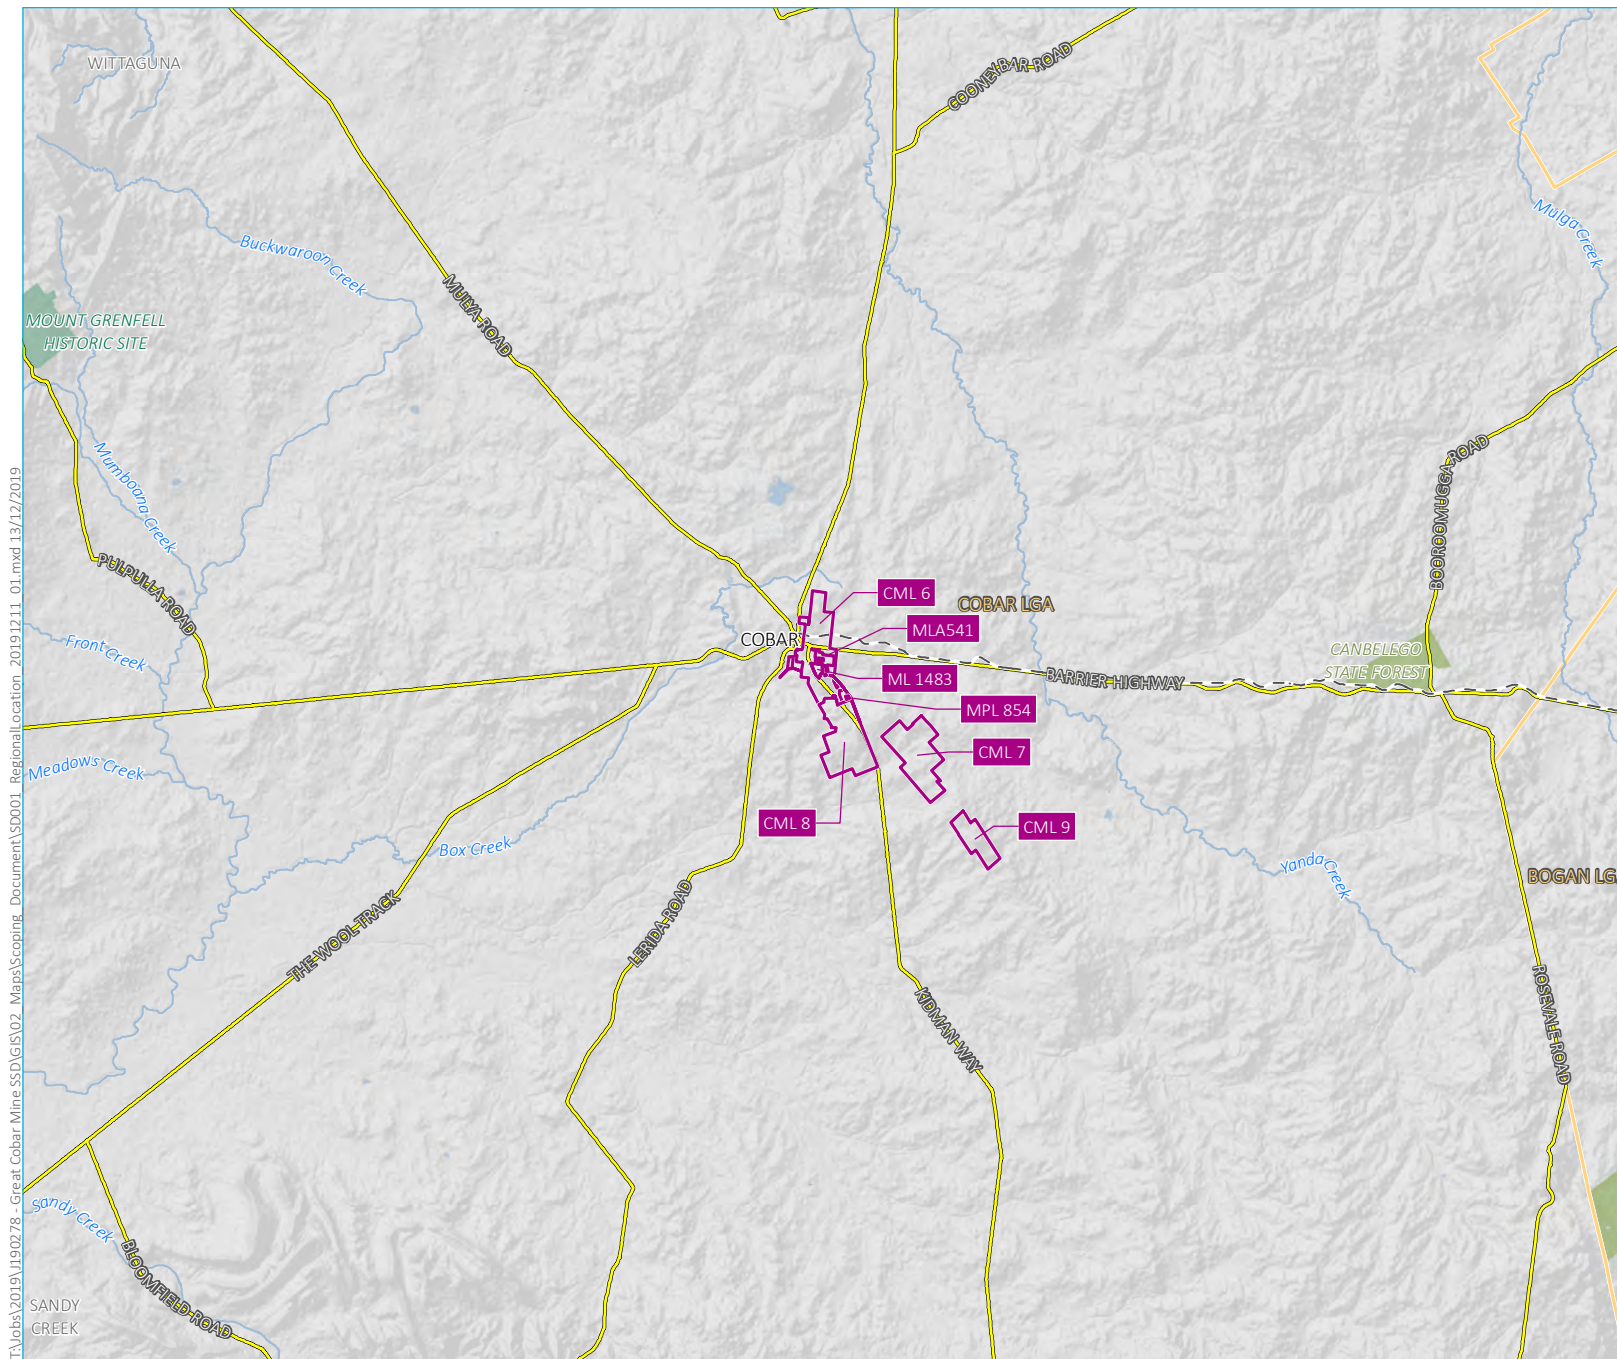 WITTAGUNA
COONEYBAR ROAD
Mulga Creek
Buckwaroon Creek
MULYA ROAD
MOUNT GRENFELL
HISTORIC SITE
Mumboana Creek
BOOROOMUGGA ROAD
PULPULLA ROAD
CML 6
COBAR LGA
MLA541
COBAR
Front Creek
CANBELEGO
STATE FOREST
ML 1483
BARRIER HIGHWAY
MPL 854
CML 7
Meadows Creek
CML 8
CML 9
Box Creek
Yanda Creek
BOGAN LGA
THE WOOL TRACK
LERIDA ROAD
KIDMAN WAY
ROSEVALE ROAD
Sandy Creek
BLOOMFIELD ROAD
SANDY
CREEK
T:\Jobs\2019\J190278 - Great Cobar Mine SSD\GIS\02_Maps\Scoping_Document\SD001_RegionalLocation_20191211_01.mxd 13/12/2019